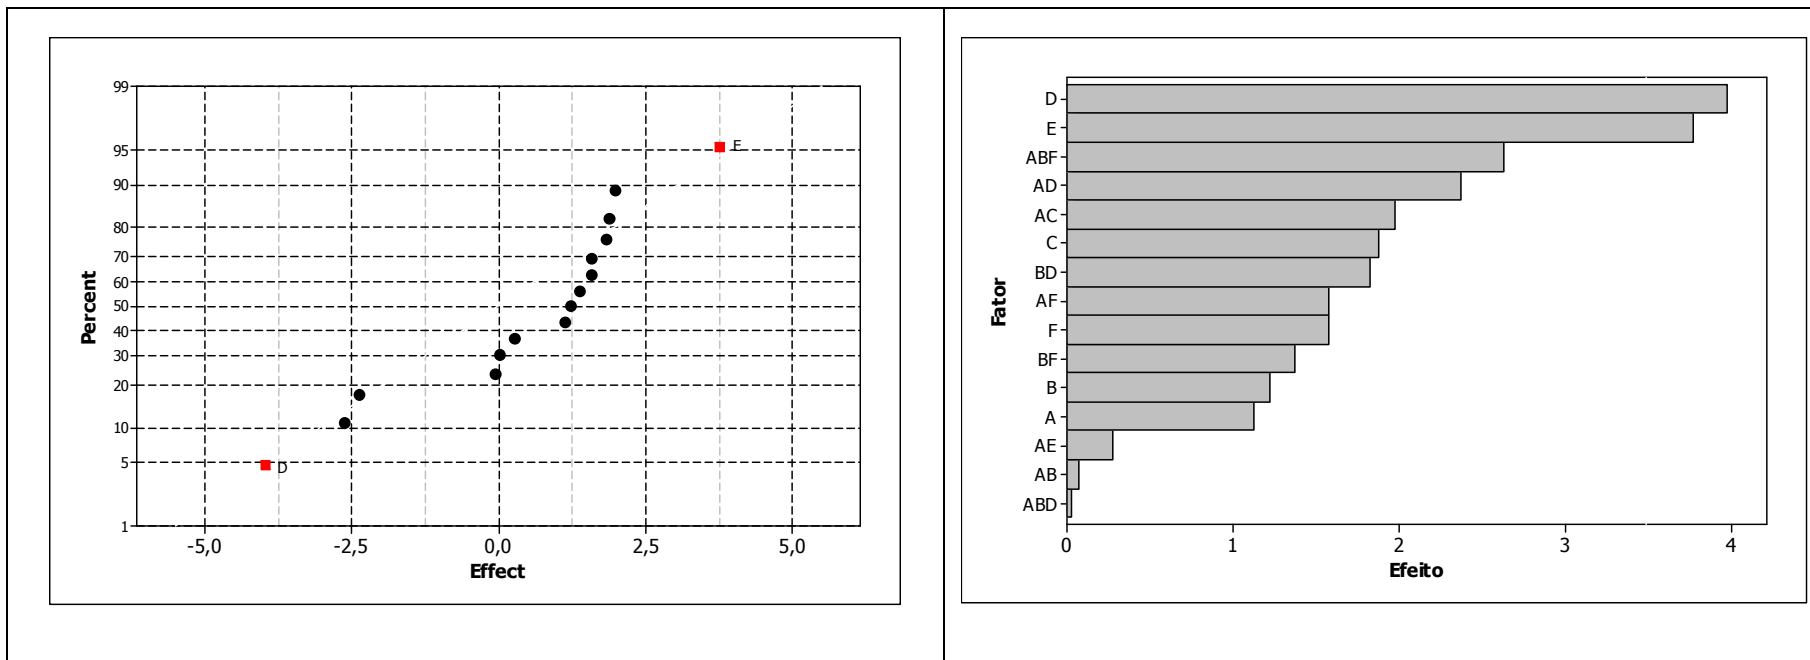 99
95
90
80
70
60
50
40
30
20
10
5
1
Percent
E
D
-5,0 -2,5 0,0 2,5 5,0
Effect
D
E
ABF
AD
AC
C
BD
AF
F
BF
B
A
AE
AB
ABD
Fator
0 1 2 3 4
Efeito